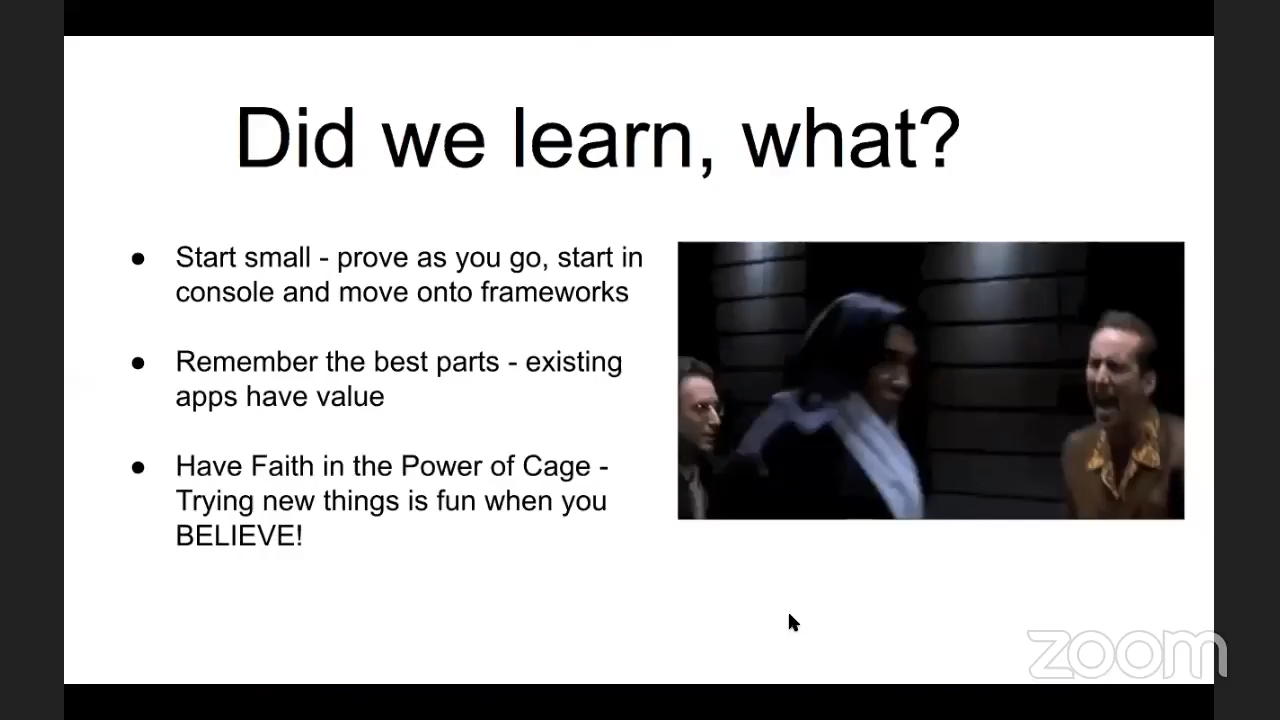 Did we learn, what?
● Start small - prove as you go, start in
console and move onto frameworks
● Remember the best parts - existing
apps have value
● Have Faith in the Power of Cage -
Trying new things is fun when you
BELIEVE!
zoom